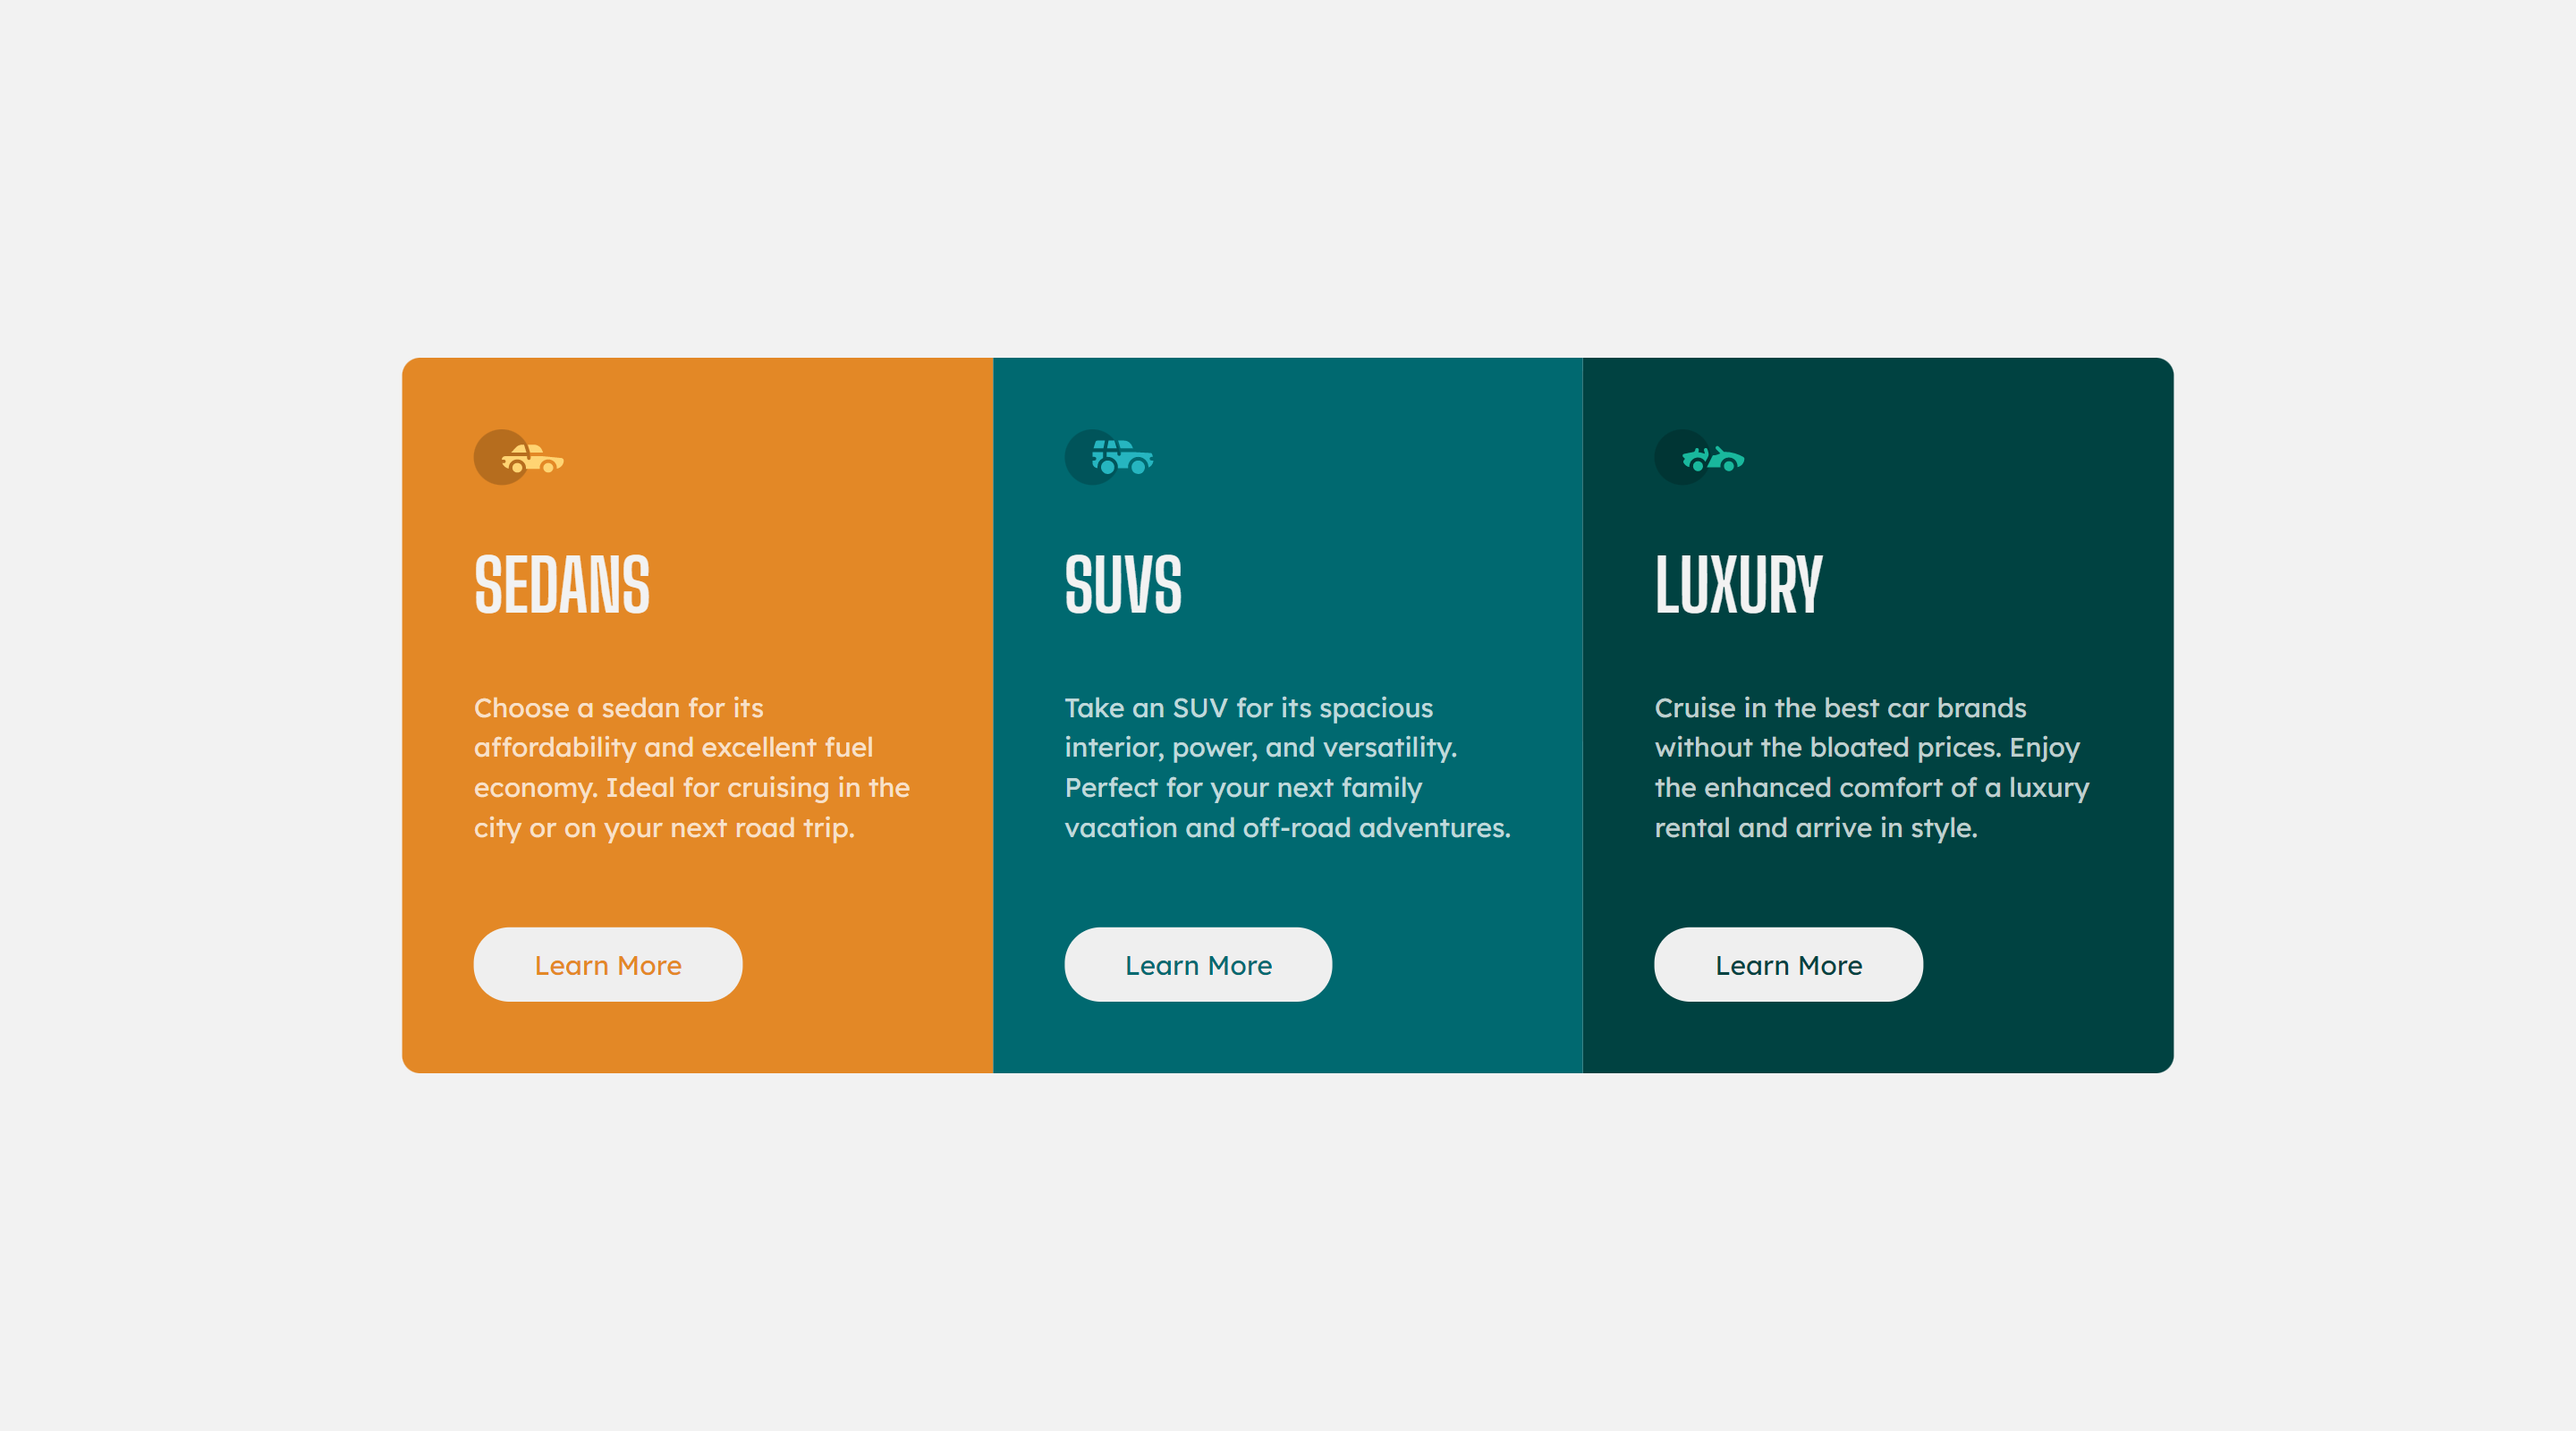 SEDANS
Choose a sedan for its
affordability and excellent fuel
economy. Ideal for cruising in the
city or on your next road trip.
Learn More
SUVS
Take an SUV for its spacious
interior, power, and versatility.
Perfect for your next family
vacation and off-road adventures.
Learn More
LUXURY
Cruise in the best car brands
without the bloated prices. Enjoy
the enhanced comfort of a luxury
rental and arrive in style.
Learn More